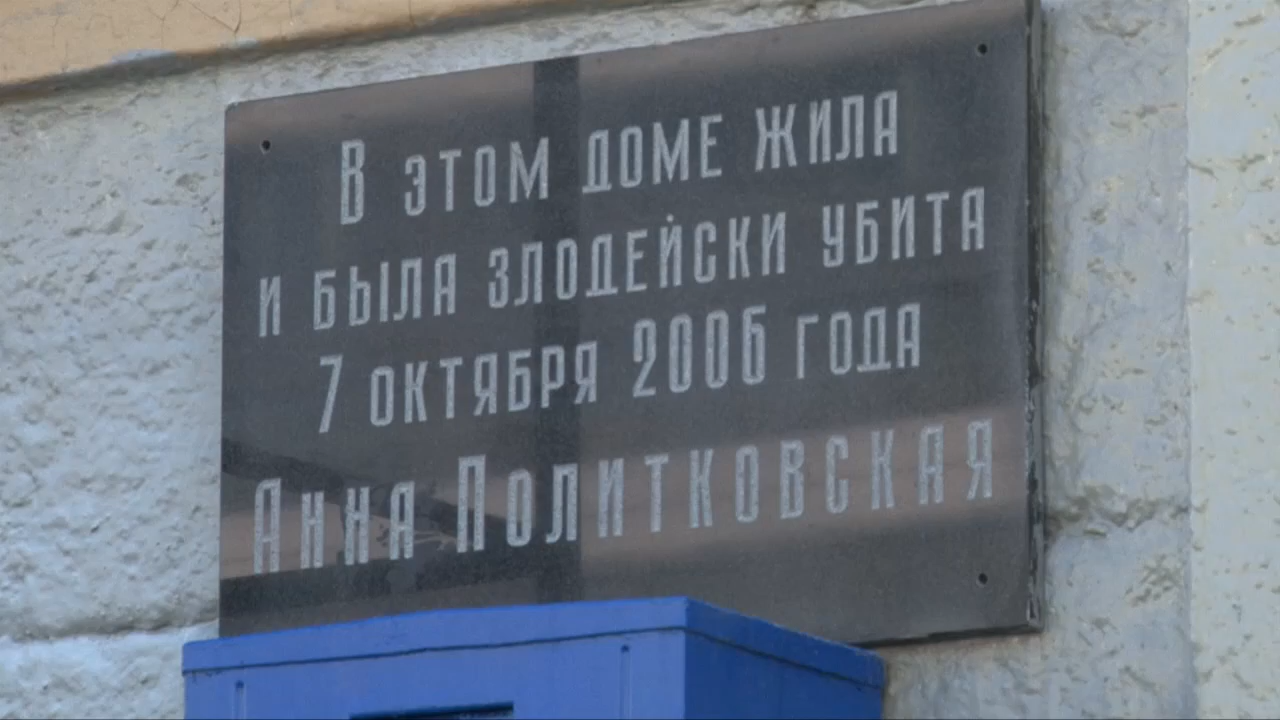 В ЭТОМ ДОМЕ ЖИЛА
И БЫЛА ЗЛОДЕЙСКИ УБИТА
7 ОКТЯБРЯ 2006 ГОДА
АННА ПОЛИТКОВСКАЯ